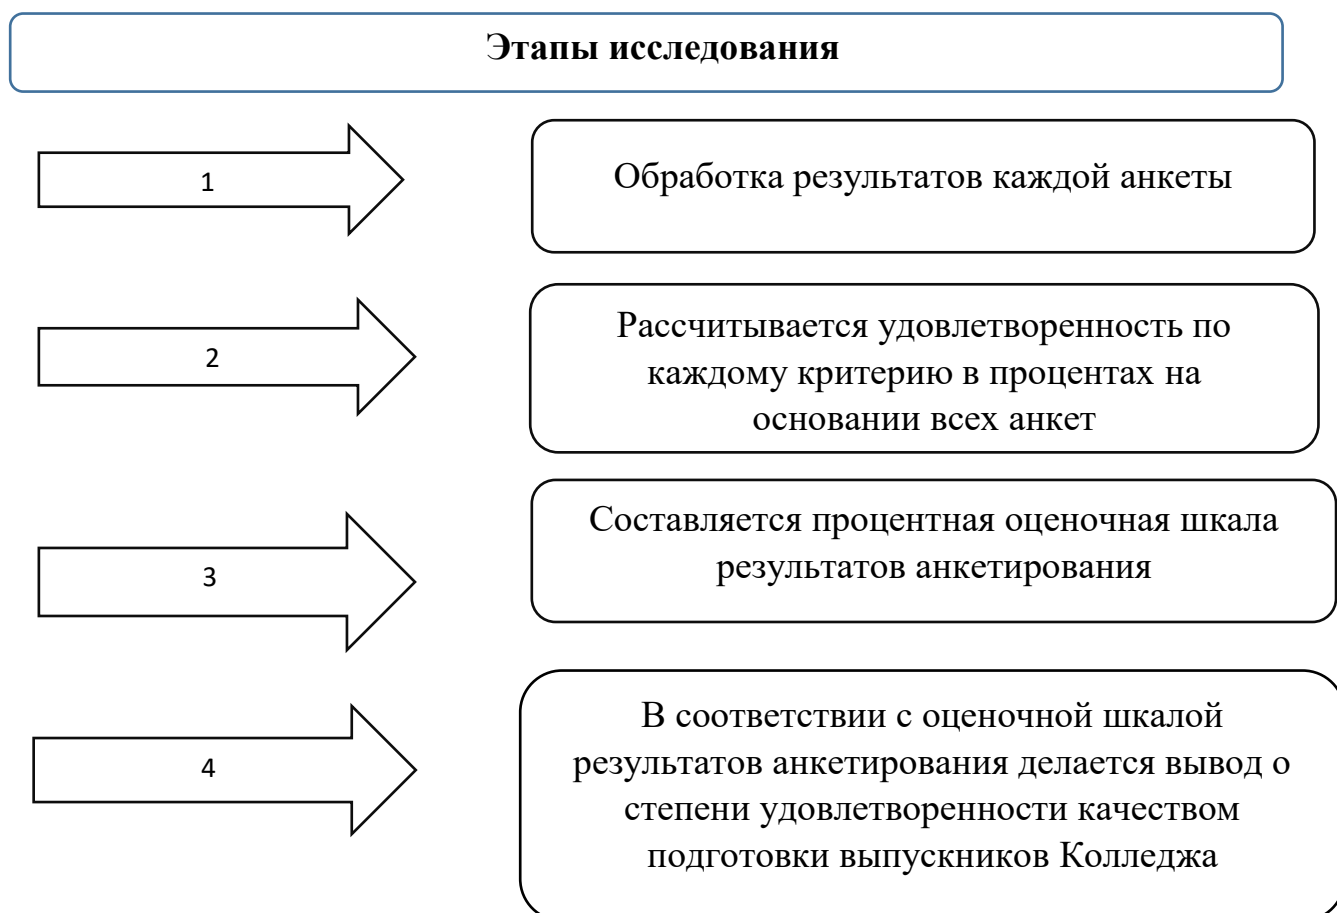 Этапы исследования
1
Обработка результатов каждой анкеты
2
Рассчитывается удовлетворенность по
каждому критерию в процентах на
основании всех анкет
3
Составляется процентная оценочная шкала
результатов анкетирования
4
В соответствии с оценочной шкалой
результатов анкетирования делается вывод о
степени удовлетворенности качеством
подготовки выпускников Колледжа